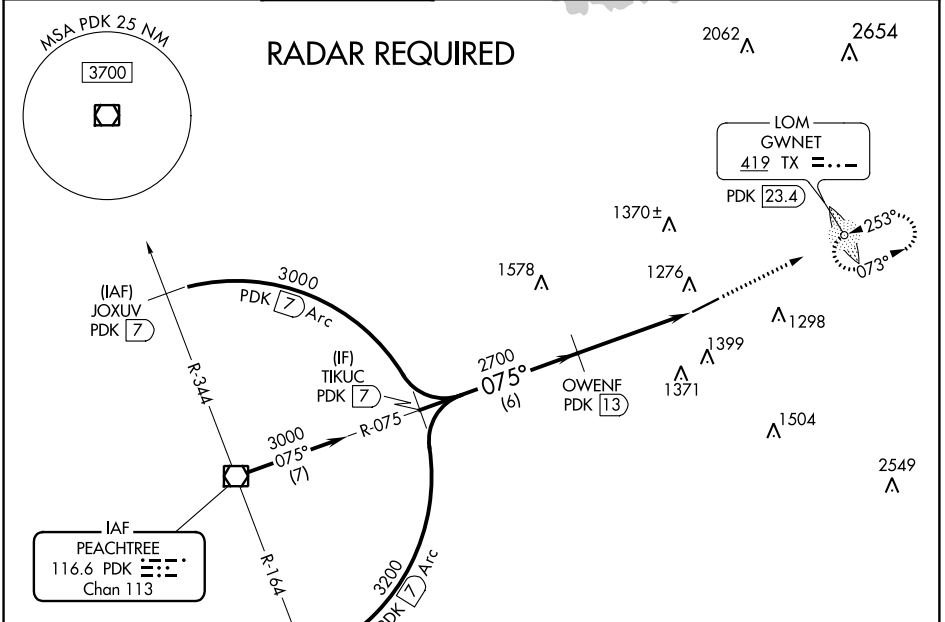 MSA PDK 25 NM
3700
RADAR REQUIRED
2062
2654
LOM
GWNET
419 TX
PDK 23.4
253°
073°
1370±
1578
1276
1298
1399
1371
1504
2549
(IAF)
JOXUV
PDK 7
3000
PDK 7 Arc
R-344
(IF)
TIKUC
PDK 7
2700
075°
(6)
OWENF
PDK 13
R-075
3000
075°
(7)
IAF
PEACHTREE
116.6 PDK
Chan 113
R-164
3200
PDK 7 Arc